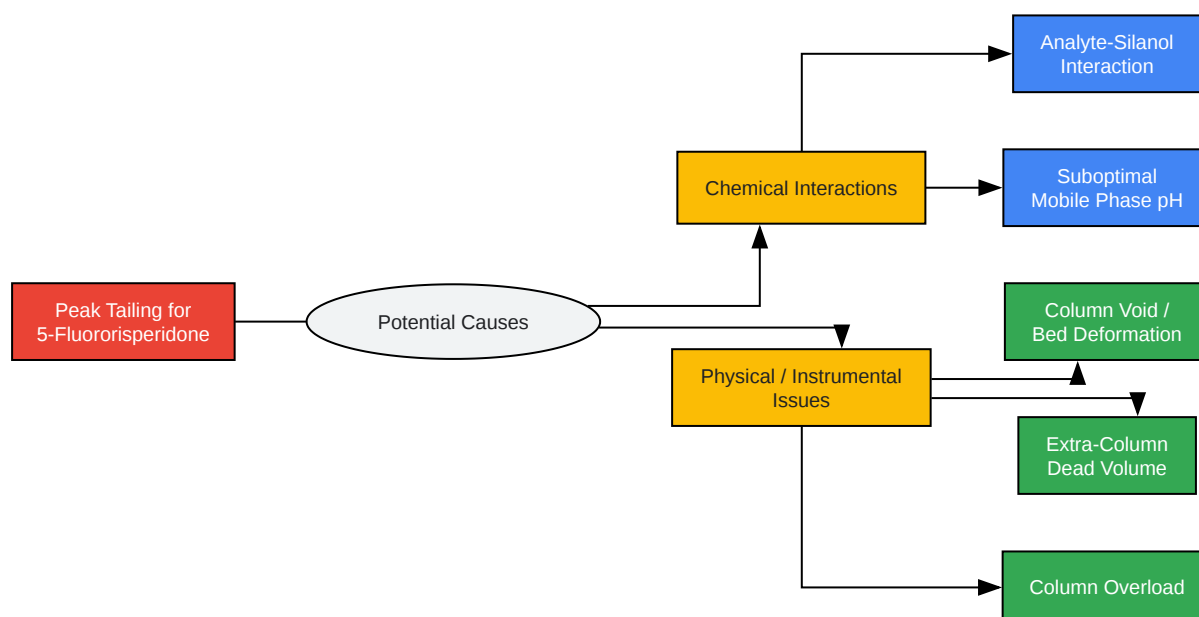 Analyte-Silanol
Interaction
Chemical Interactions
Suboptimal
Mobile Phase pH
Peak Tailing for
5-Fluororisperidone
Potential Causes
Column Void /
Bed Deformation
Physical / Instrumental
Issues
Extra-Column
Dead Volume
Column Overload